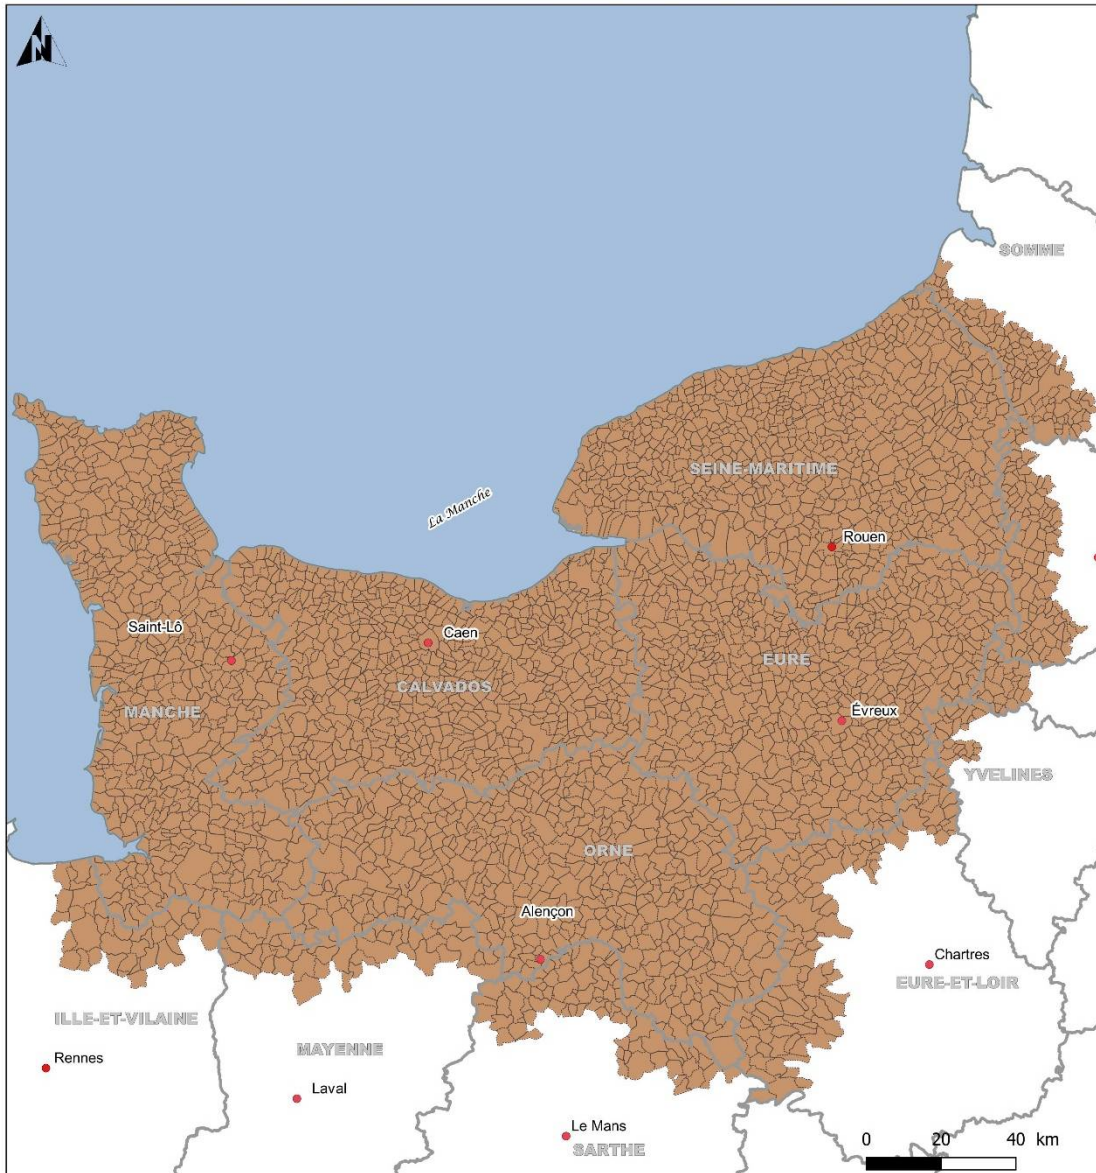 N
SOMME
SEINE-MARITIME
La Manche
Rouen
Saint-Lô
Caen
EURE
CALVADOS
MANCHE
Évreux
YVELINES
ORNE
Alençon
Chartres
EURE-ET-LOIR
ILLE-ET-VILAINE
MAYENNE
Rennes
Laval
Le Mans
SARTHE
0 20 40 km